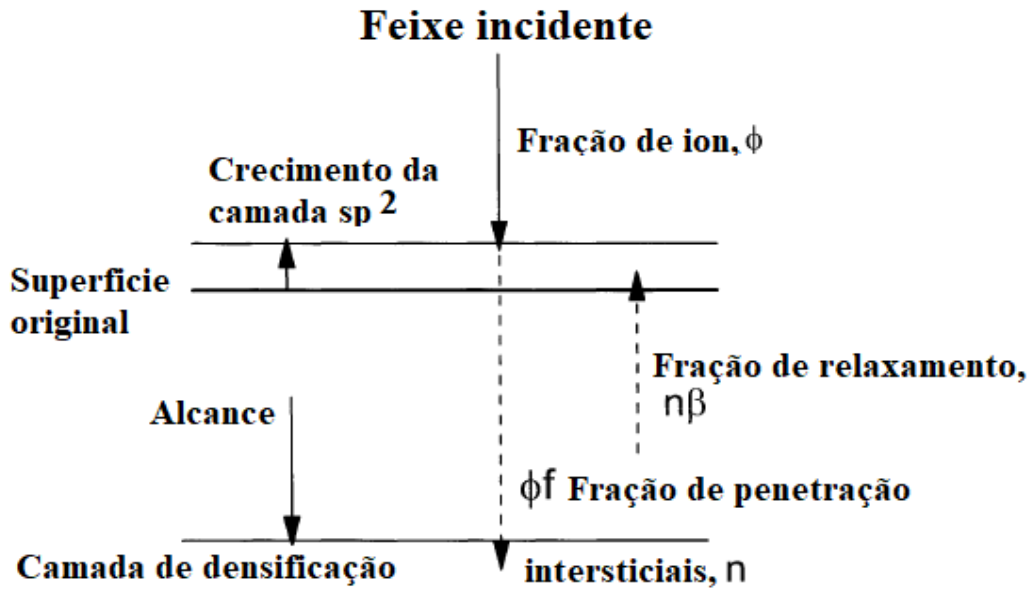 Feixe incidente
Fração de ion, ϕ
Crecimento da
camada sp 2
Superficie
original
Fração de relaxamento,
nβ
Alcance
ϕf Fração de penetração
Camada de densificação
intersticiais, n